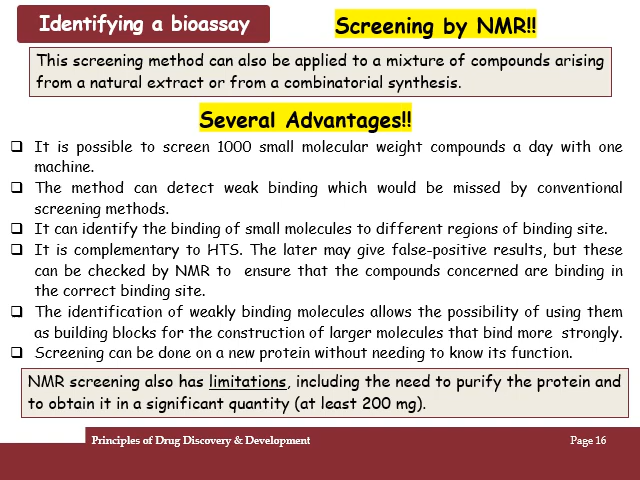 Identifying a bioassay
Screening by NMR!!
This screening method can also be applied to a mixture of compounds arising
from a natural extract or from a combinatorial synthesis.
Several Advantages!!
❑ It is possible to screen 1000 small molecular weight compounds a day with one
machine.
❑ The method can detect weak binding which would be missed by conventional
screening methods.
❑ It can identify the binding of small molecules to different regions of binding site.
❑ It is complementary to HTS. The later may give false-positive results, but these
can be checked by NMR to ensure that the compounds concerned are binding in
the correct binding site.
❑ The identification of weakly binding molecules allows the possibility of using them
as building blocks for the construction of larger molecules that bind more strongly.
❑ Screening can be done on a new protein without needing to know its function.
NMR screening also has limitations, including the need to purify the protein and
to obtain it in a significant quantity (at least 200 mg).
Principles of Drug Discovery & Development
Page 16